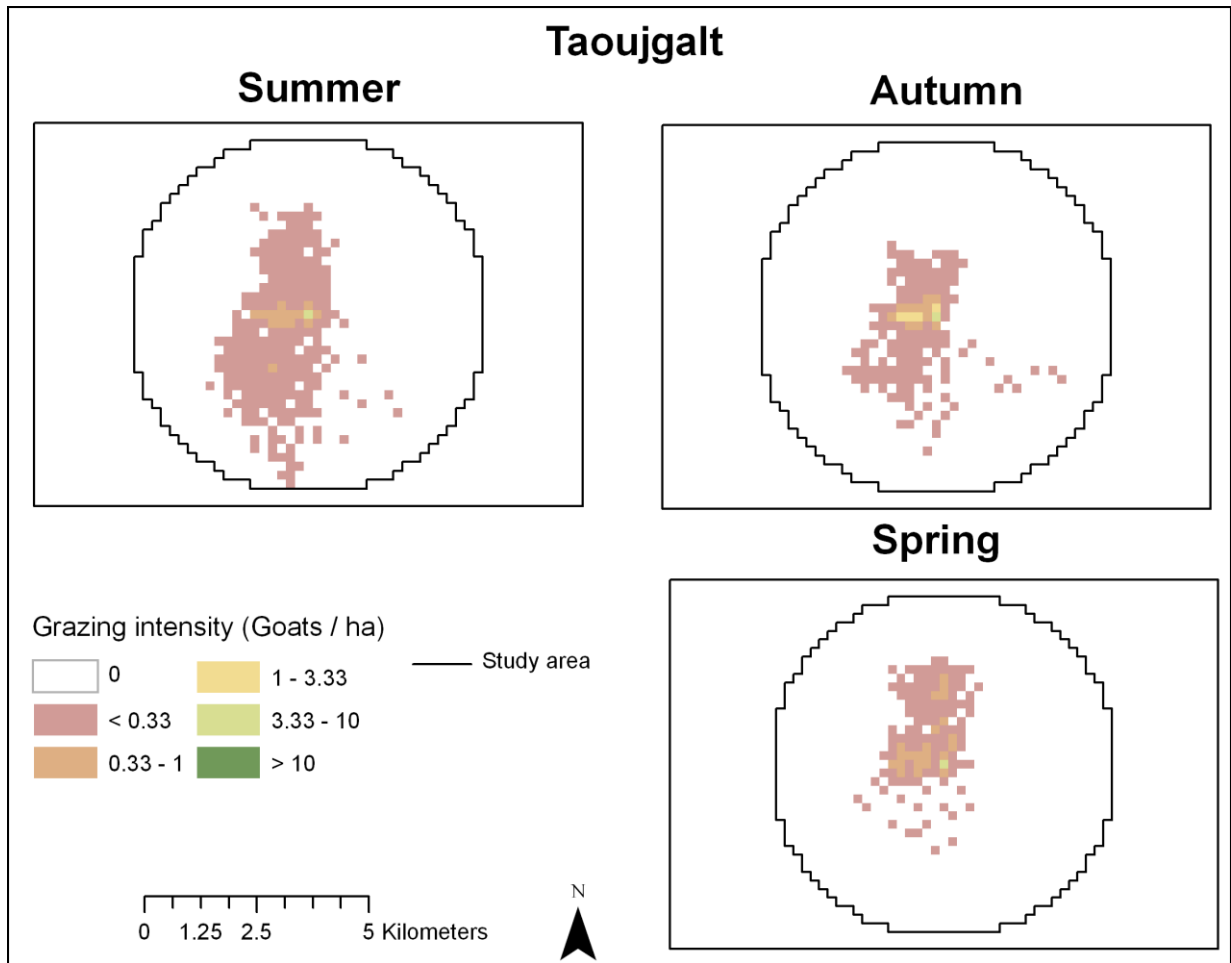 Taoujgalt
Summer
Autumn
Spring
Grazing intensity (Goats / ha)
0
1 - 3.33
Study area
< 0.33
3.33 - 10
0.33 - 1
> 10
N
0 1.25 2.5 5 Kilometers